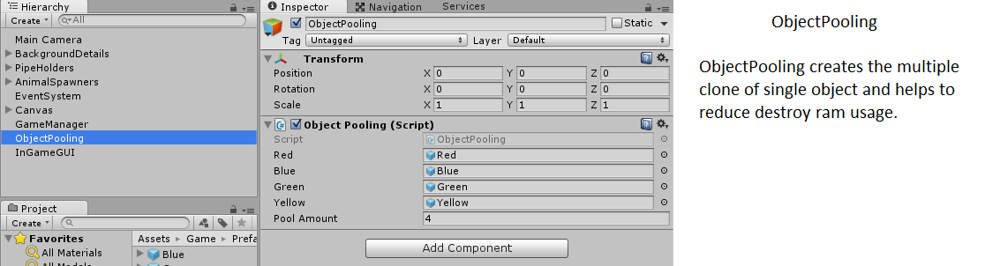 Hierarchy
Create
All
Main Camera
BackgroundDetails
PipeHolders
AnimalSpawners
EventSystem
Canvas
GameManager
ObjectPooling
InGameGUI
Project
Create
Favorites
All Materials
All Models
Assets
Game
Prefa
Blue
Inspector
Navigation
Services
ObjectPooling
Static
Tag
Untagged
Layer
Default
Transform
Position X 0 Y 0 Z 0
Rotation X 0 Y 0 Z 0
Scale X 1 Y 1 Z 1
Object Pooling (Script)
Script ObjectPooling
Red Red
Blue Blue
Green Green
Yellow Yellow
Pool Amount 4
Add Component
ObjectPooling
ObjectPooling creates the multiple
clone of single object and helps to
reduce destroy ram usage.